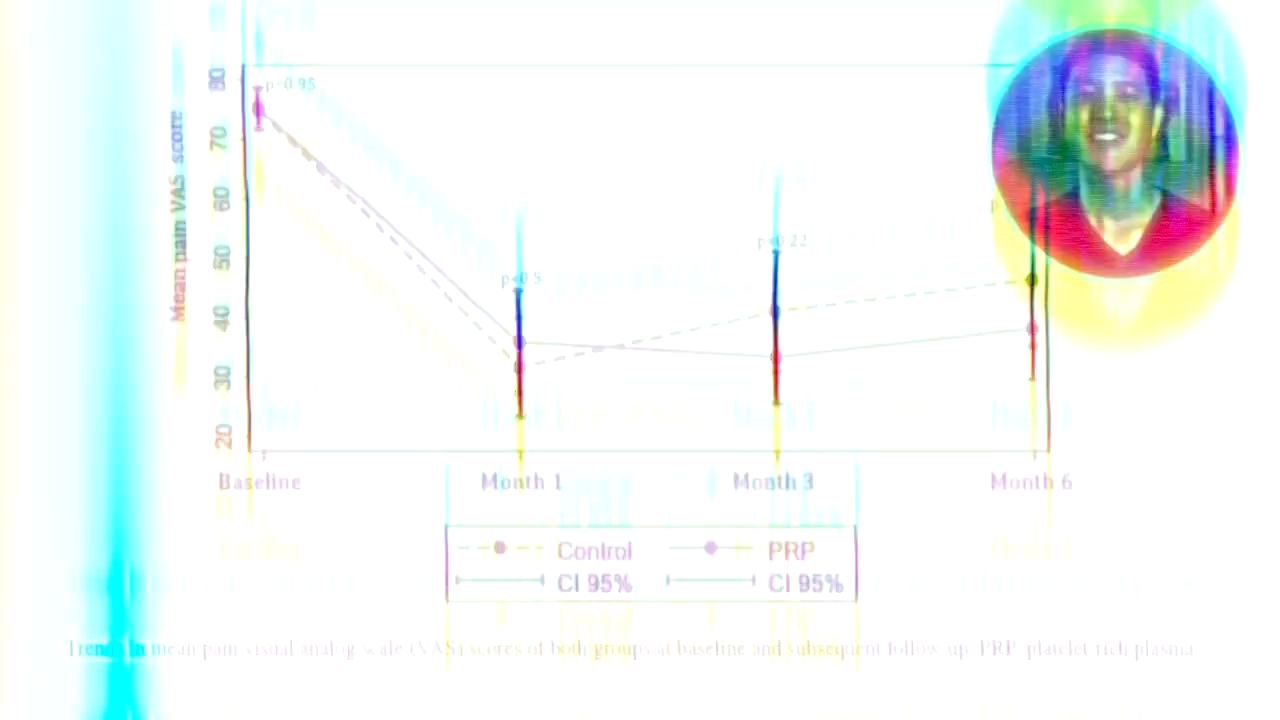 p=0.95
p=0.5
p=0.22
p
Mean pain VAS score
80
70
60
50
40
30
20
Baseline Month 1 Month 3 Month 6
Control PRP
CI 95% CI 95%
Trends in mean pain visual analog scale (VAS) scores of both groups at baseline and subsequent follow up. PRP platelet rich plasma